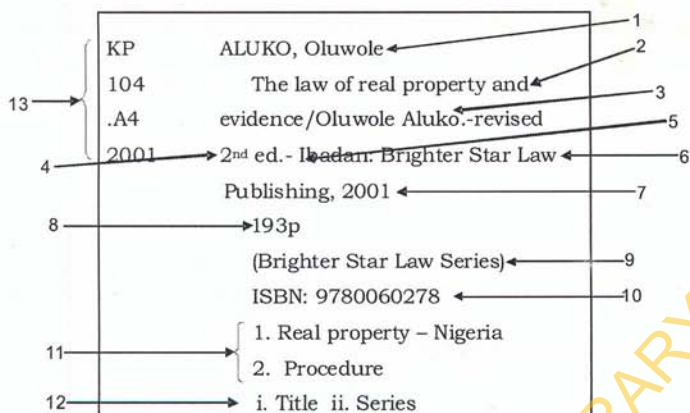 1
KP ALUKO, Oluwole
2
104 The law of real property and
3
13
.A4 evidence/Oluwole Aluko.-revised
5
2001 2nd ed.- Ibadan: Brighter Star Law
4
6
Publishing, 2001
7
8
193p
(Brighter Star Law Series)
9
ISBN: 9780060278
10
1. Real property – Nigeria
11
2. Procedure
12
i. Title ii. Series